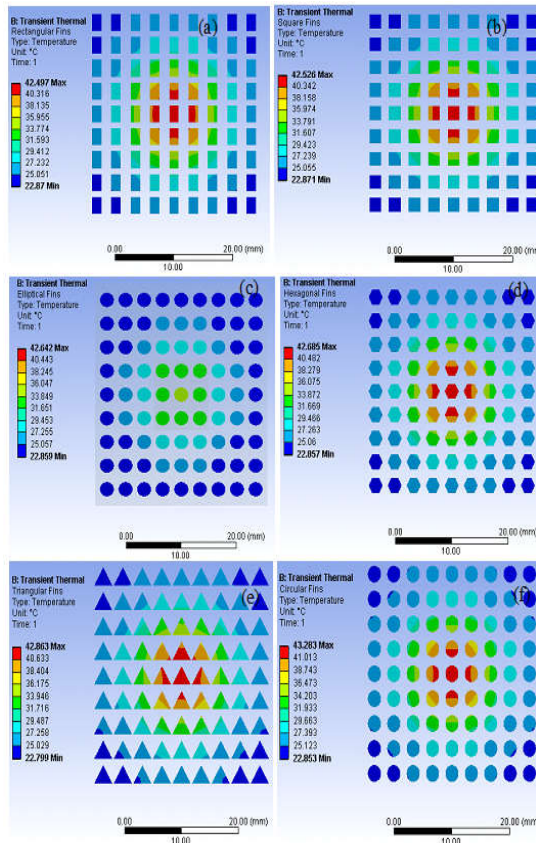 (a)
B: Transient Thermal
Rectangular Fins
Type: Temperature
Unit: °C
Time: 1
42.497 Max
40.316
38.135
35.955
33.774
31.593
29.412
27.232
25.051
22.87 Min
0.00
20.00 (mm)
10.00
(b)
B: Transient Thermal
Square Fins
Type: Temperature
Unit: °C
Time: 1
42.526 Max
40.342
38.158
35.974
33.791
31.607
29.423
27.239
25.055
22.871 Min
0.00
20.00 (mm)
10.00
(c)
B: Transient Thermal
Elliptical Fins
Type: Temperature
Unit: °C
Time: 1
42.642 Max
40.443
38.245
36.047
33.849
31.651
29.453
27.255
25.057
22.859 Min
0.00
20.00 (mm)
10.00
(d)
B: Transient Thermal
Hexagonal Fins
Type: Temperature
Unit: °C
Time: 1
42.685 Max
40.482
38.279
36.075
33.872
31.669
29.466
27.263
25.06
22.857 Min
0.00
20.00 (mm)
10.00
(e)
B: Transient Thermal
Triangular Fins
Type: Temperature
Unit: °C
Time: 1
42.863 Max
40.633
38.404
36.175
33.946
31.716
29.487
27.258
25.029
22.799 Min
0.00
20.00 (mm)
10.00
(f)
B: Transient Thermal
Circular Fins
Type: Temperature
Unit: °C
Time: 1
43.283 Max
41.013
38.743
36.473
34.203
31.933
29.663
27.393
25.123
22.853 Min
0.00
20.00 (mm)
10.00